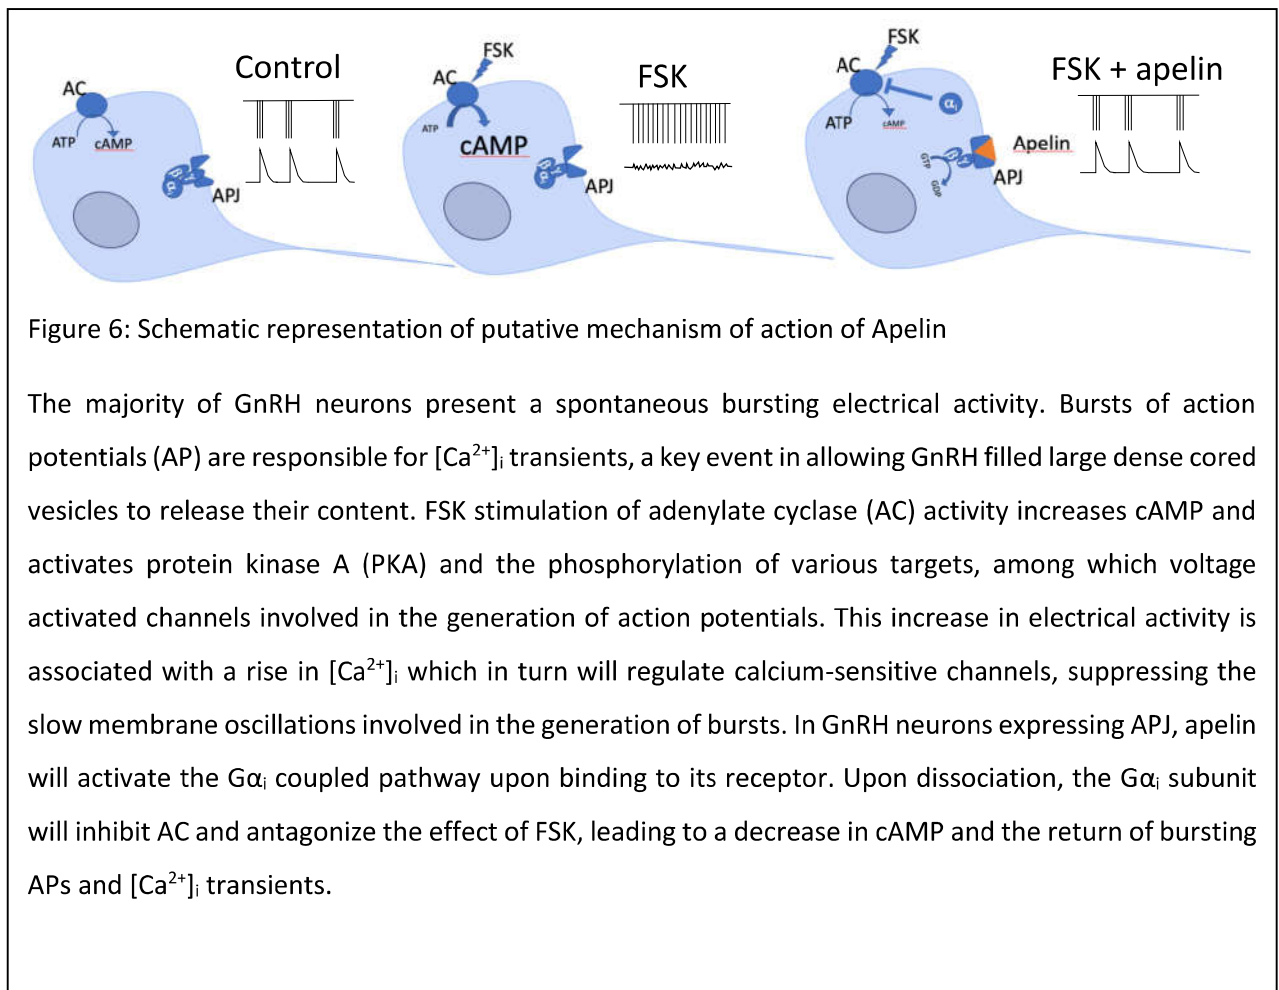 Control
AC
ATP
cAMP
αi
β γ
APJ
FSK
AC
FSK
ATP
cAMP
αi
β γ
APJ
FSK
AC
FSK + apelin
αi
ATP
cAMP
Apelin
GTP
β γ
GDP
APJ
Figure 6: Schematic representation of putative mechanism of action of Apelin
The majority of GnRH neurons present a spontaneous bursting electrical activity. Bursts of action
potentials (AP) are responsible for [Ca²⁺]ᵢ transients, a key event in allowing GnRH filled large dense cored
vesicles to release their content. FSK stimulation of adenylate cyclase (AC) activity increases cAMP and
activates protein kinase A (PKA) and the phosphorylation of various targets, among which voltage
activated channels involved in the generation of action potentials. This increase in electrical activity is
associated with a rise in [Ca²⁺]ᵢ which in turn will regulate calcium-sensitive channels, suppressing the
slow membrane oscillations involved in the generation of bursts. In GnRH neurons expressing APJ, apelin
will activate the Gαᵢ coupled pathway upon binding to its receptor. Upon dissociation, the Gαᵢ subunit
will inhibit AC and antagonize the effect of FSK, leading to a decrease in cAMP and the return of bursting
APs and [Ca²⁺]ᵢ transients.